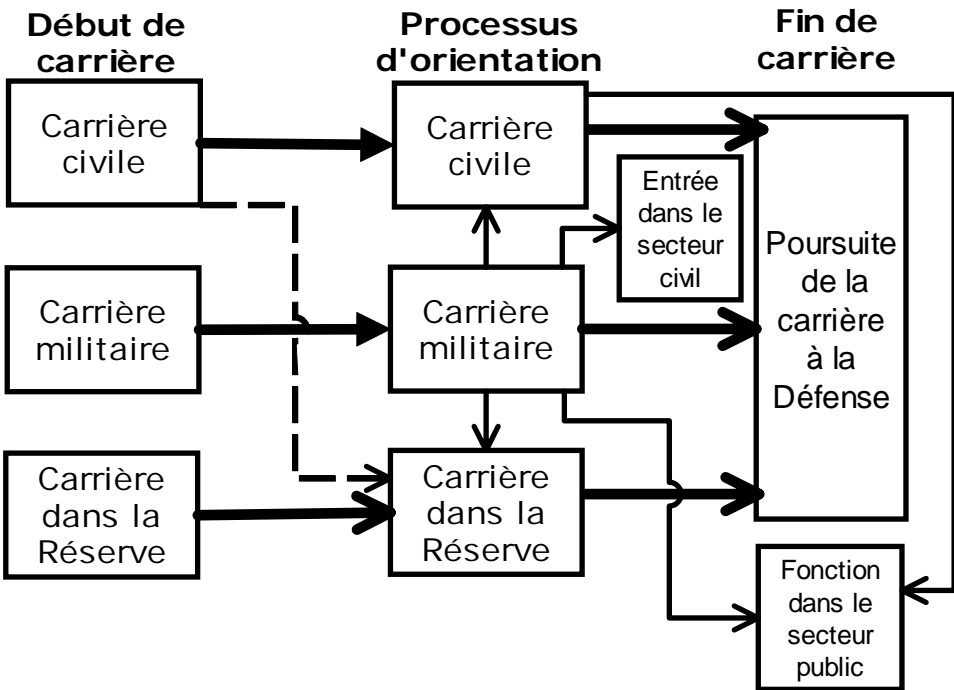 Début de
carrière
Processus
d'orientation
Fin de
carrière
Carrière
civile
Carrière
civile
Entrée
dans le
secteur
civil
Poursuite
de la
carrière
à la
Défense
Carrière
militaire
Carrière
militaire
Carrière
dans la
Réserve
Carrière
dans la
Réserve
Fonction
dans le
secteur
public